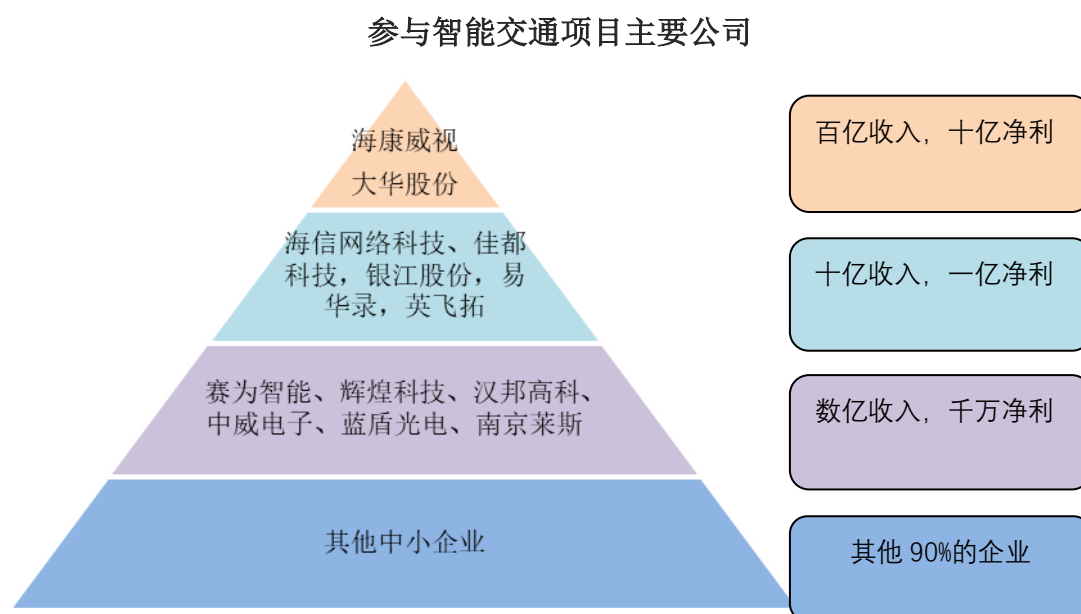 参与智能交通项目主要公司
海康威视
大华股份
百亿收入，十亿净利
海信网络科技、佳都
科技，银江股份，易
华录，英飞拓
十亿收入，一亿净利
赛为智能、辉煌科技、汉邦高科、
中威电子、蓝盾光电、南京莱斯
数亿收入，千万净利
其他中小企业
其他 90%的企业